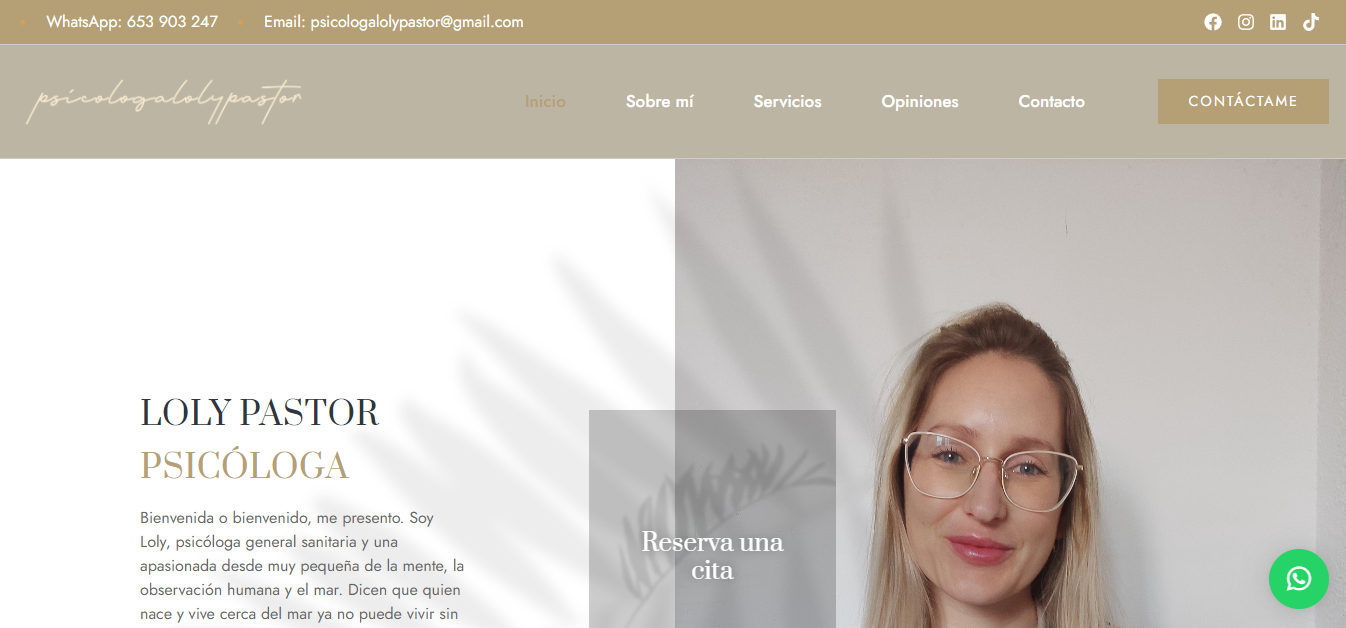 WhatsApp: 653 903 247 Email: psicologalolypastor@gmail.com
psicologalolypastor
Inicio Sobre mí Servicios Opiniones Contacto CONTÁCTAME
LOLY PASTOR
PSICÓLOGA
Bienvenida o bienvenido, me presento. Soy
Loly, psicóloga general sanitaria y una
apasionada desde muy pequeña de la mente, la
observación humana y el mar. Dicen que quien
nace y vive cerca del mar ya no puede vivir sin
Reserva una
cita